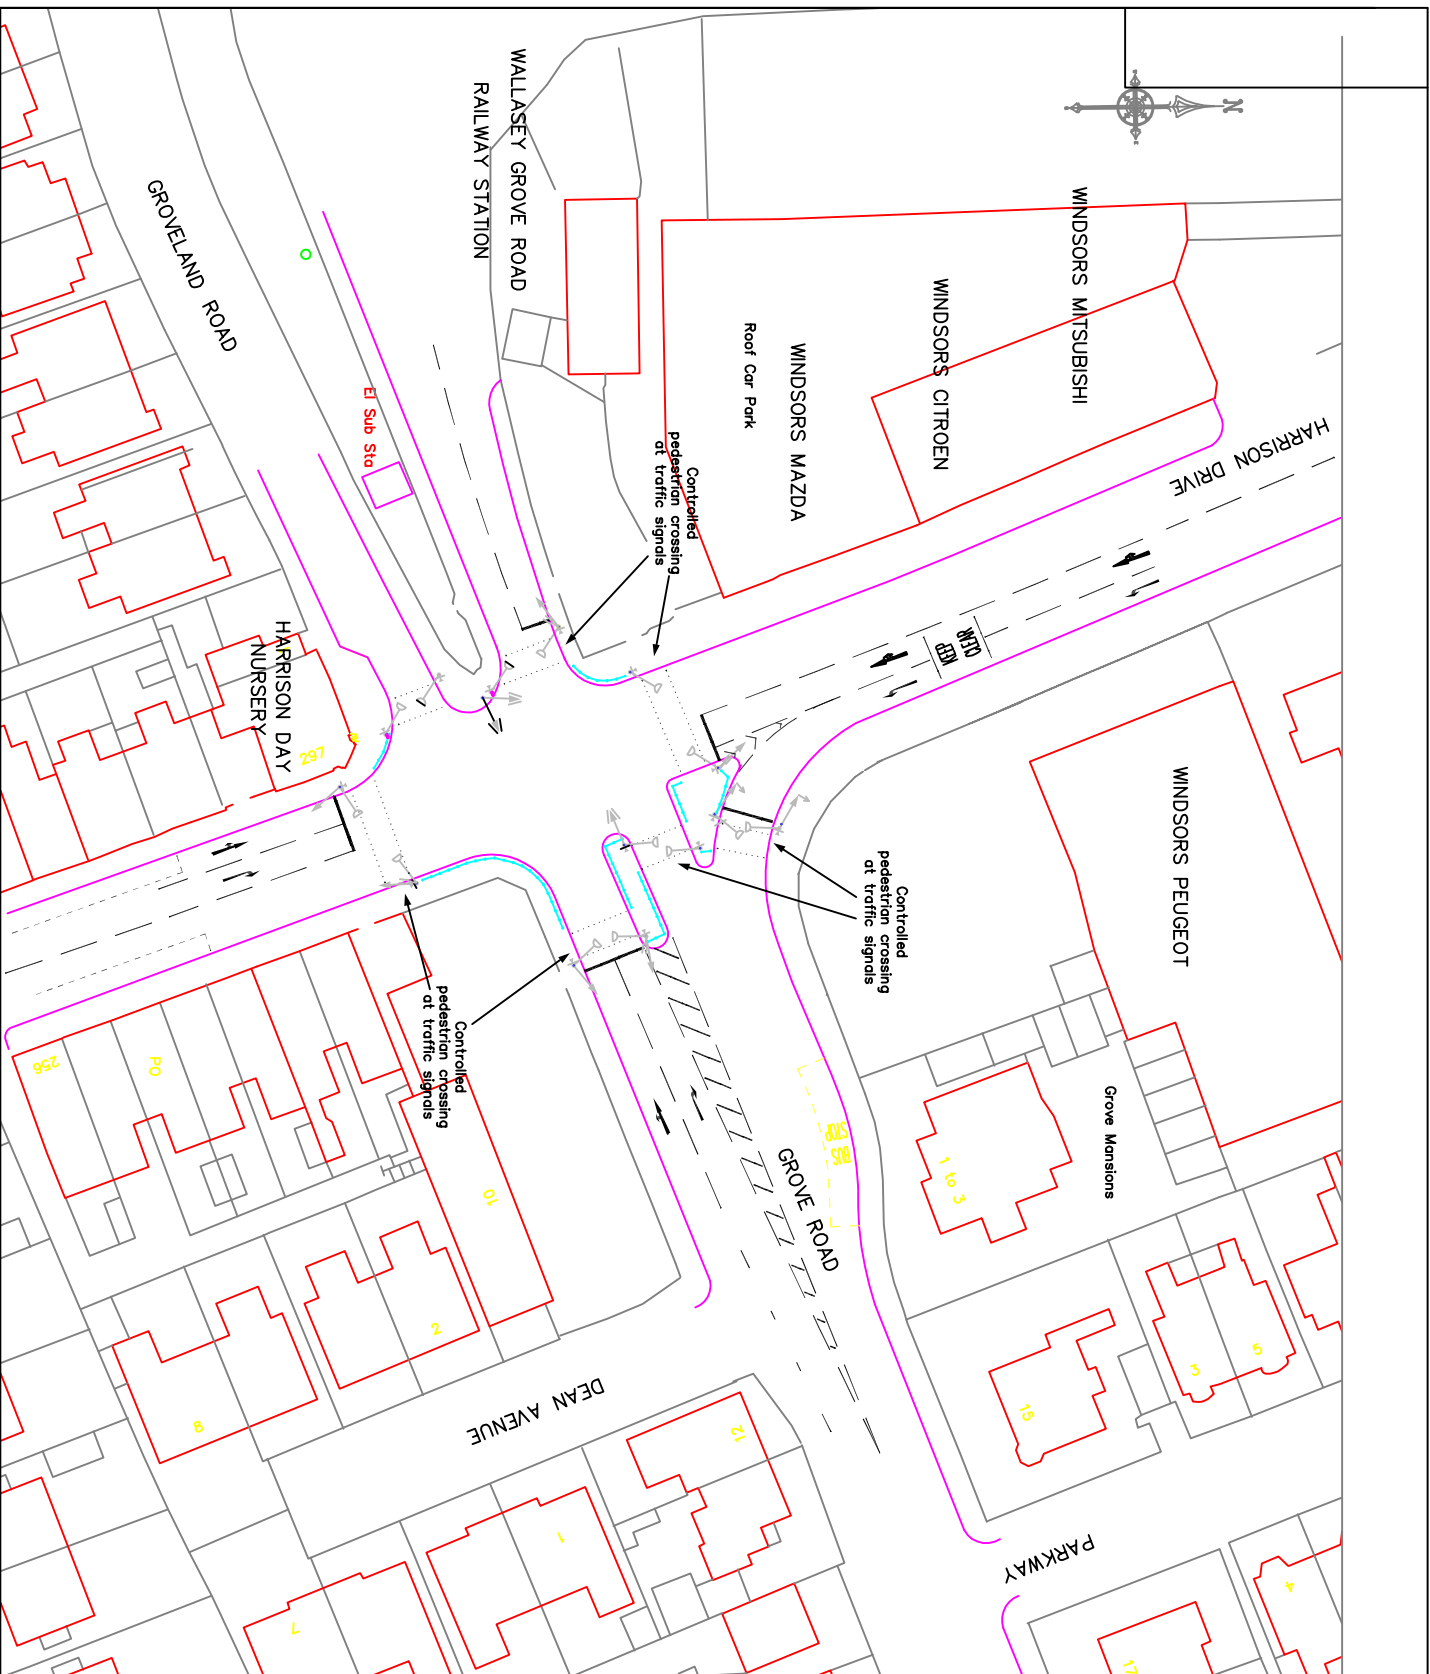 N
WINDSORS MITSUBISHI
WINDSORS CITROEN
WINDSORS MAZDA
Roof Car Park
WALLASEY GROVE ROAD
RAILWAY STATION
GROVELAND ROAD
El Sub Sta
HARRISON DRIVE
KEEP
CLEAR
Controlled
pedestrian crossing
at traffic signals
HARRISON DAY
NURSERY
297
WINDSORS PEUGEOT
Controlled
pedestrian crossing
at traffic signals
Controlled
pedestrian crossing
at traffic signals
Grove Mansions
1 to 3
BUS
STOP
GROVE ROAD
256
PO
10
2
8
DEAN AVENUE
12
1
7
15
3
5
PARKWAY
4
17